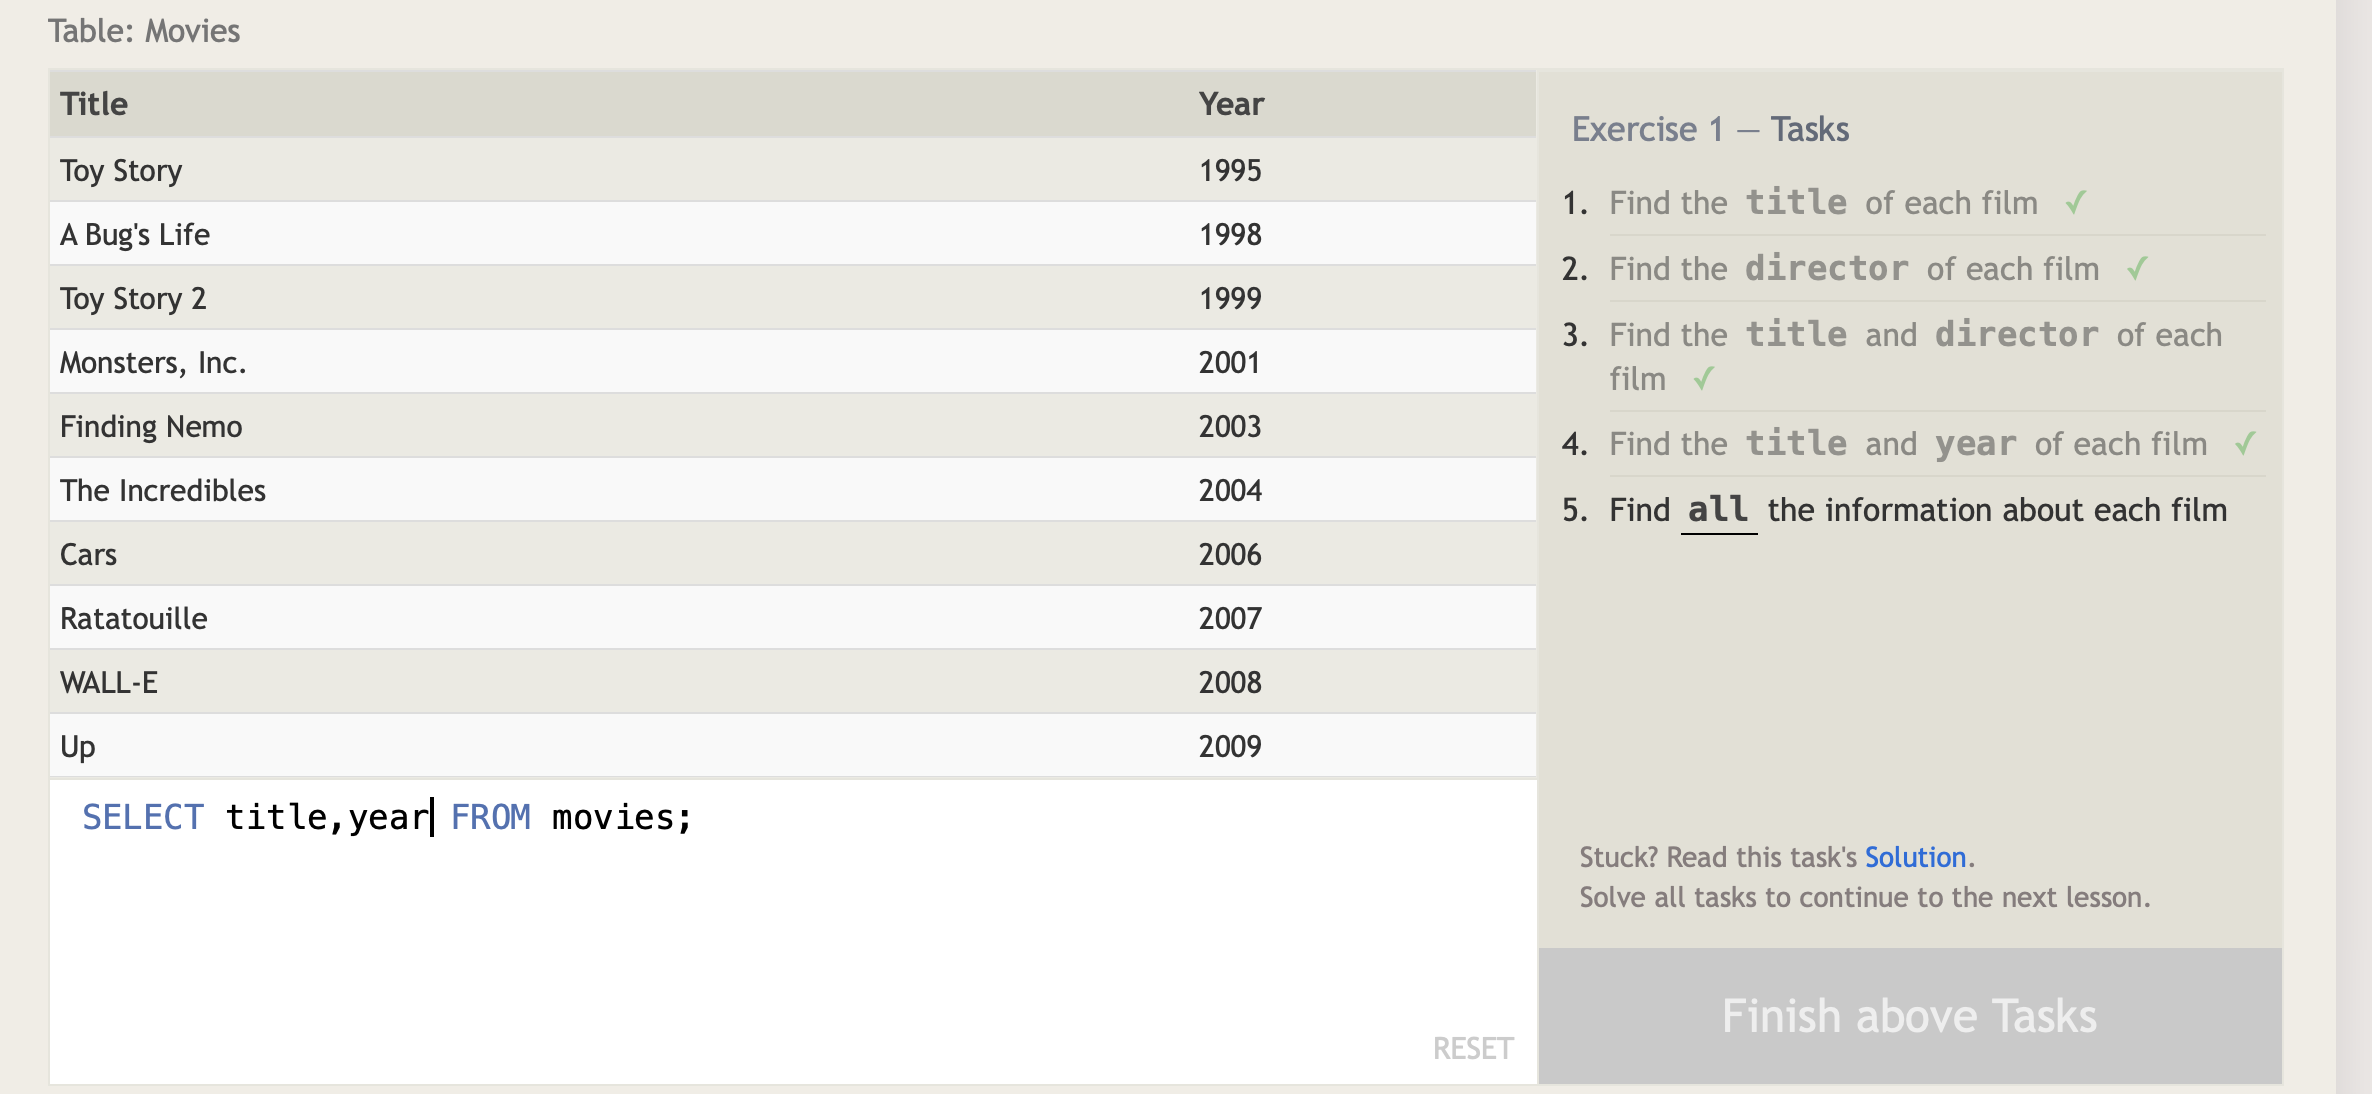 Table: Movies
Title Year
Toy Story 1995
A Bug's Life 1998
Toy Story 2 1999
Monsters, Inc. 2001
Finding Nemo 2003
The Incredibles 2004
Cars 2006
Ratatouille 2007
WALL-E 2008
Up 2009
SELECT title,year FROM movies;
RESET
Exercise 1 — Tasks
1. Find the title of each film ✓
2. Find the director of each film ✓
3. Find the title and director of each
film ✓
4. Find the title and year of each film ✓
5. Find all the information about each film
Stuck? Read this task's Solution.
Solve all tasks to continue to the next lesson.
Finish above Tasks